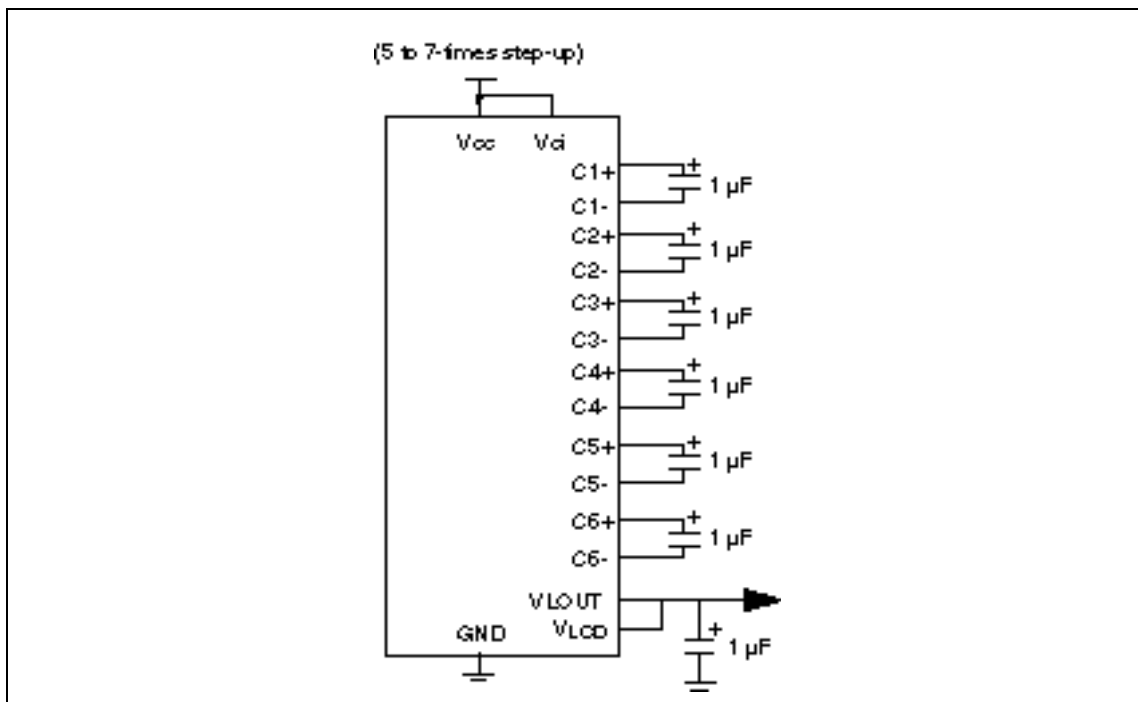 (5 to 7-times step-up)
Vcc Vci
C1+
+
1 µF
C1-
C2+
+
1 µF
C2-
C3+
+
1 µF
C3-
C4+
+
1 µF
C4-
C5+
+
1 µF
C5-
C6+
+
1 µF
C6-
VLOUT
GND
VLCD
+
1 µF